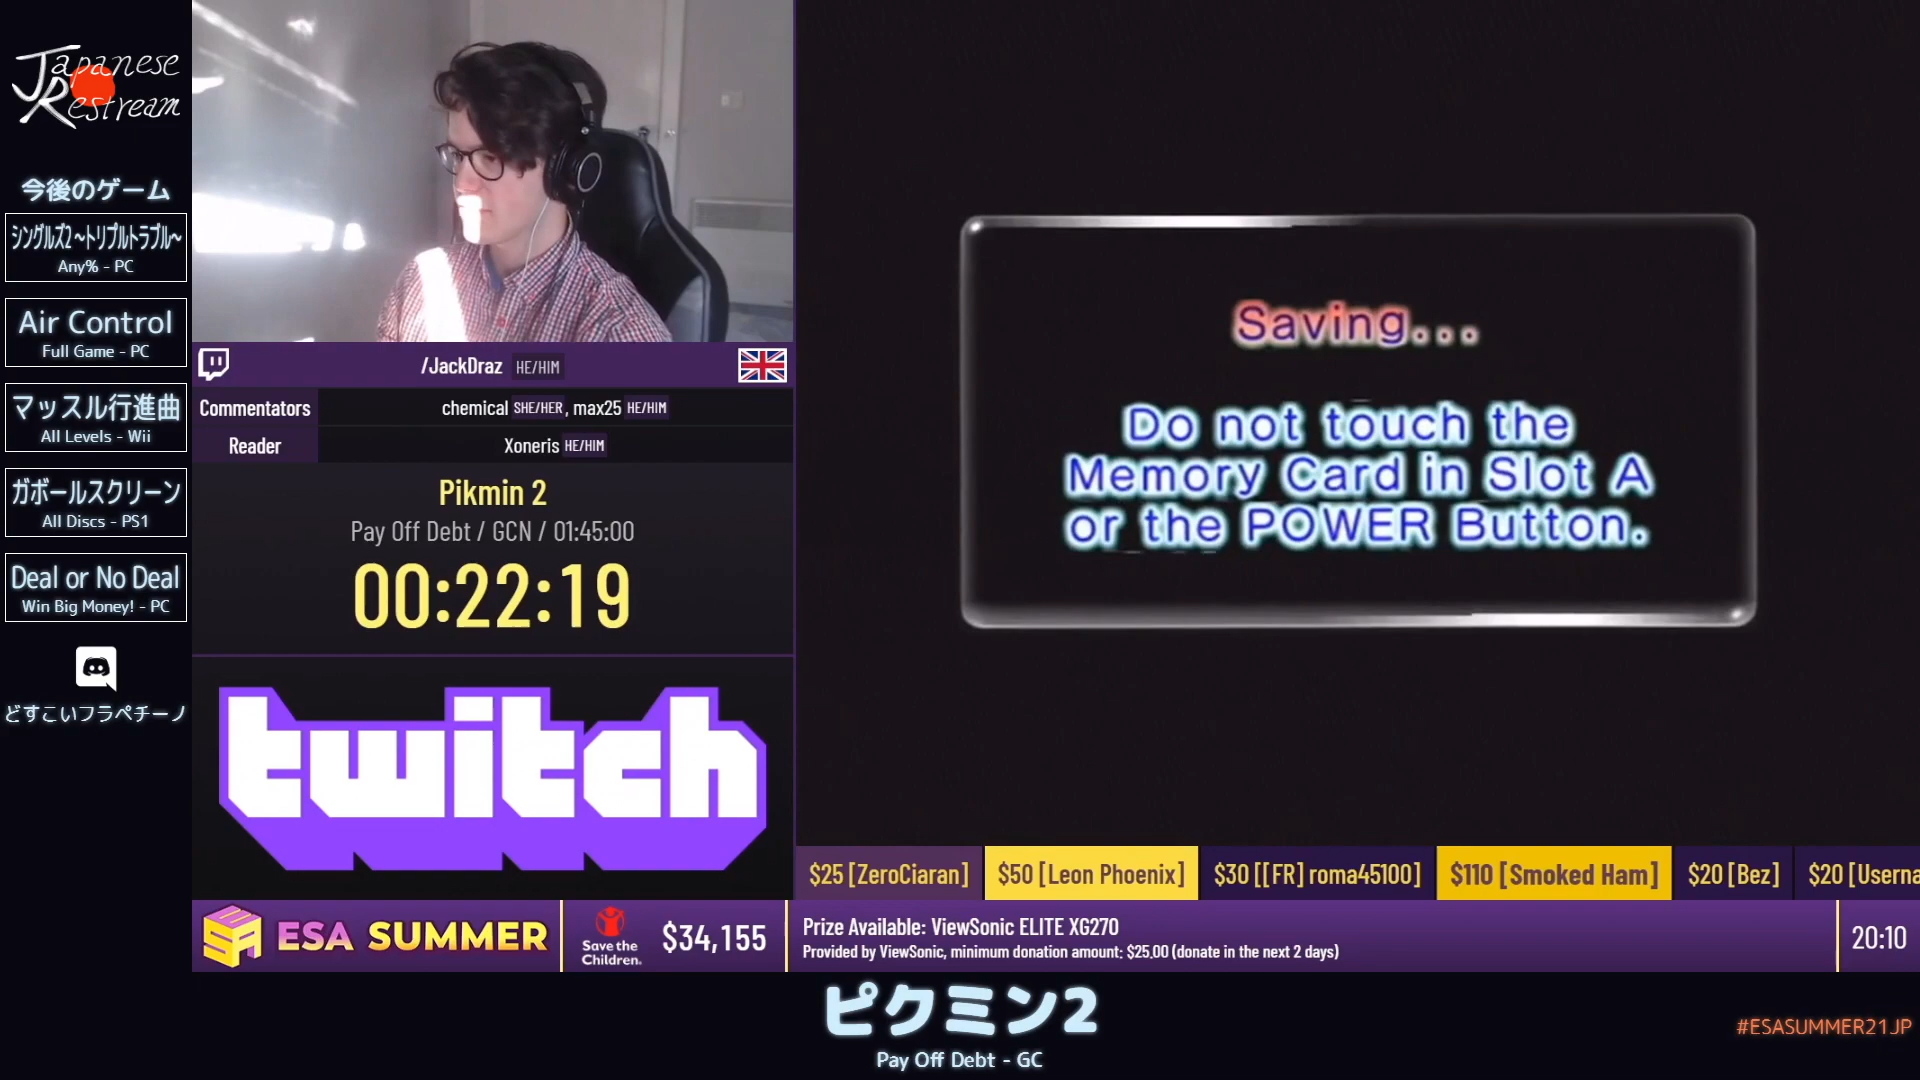 Japanese
Restream
今後のゲーム
シングルズ2～トリプルトラブル～
Any% - PC
Air Control
Full Game - PC
マッスル行進曲
All Levels - Wii
ガボールスクリーン
All Discs - PS1
Deal or No Deal
Win Big Money! - PC
どすこいフラペチーノ
/JackDraz HE/HIM
Commentators chemical SHE/HER, max25 HE/HIM
Reader Xoneris HE/HIM
Pikmin 2
Pay Off Debt / GCN / 01:45:00
00:22:19
twitch
Saving...
Do not touch the
Memory Card in Slot A
or the POWER Button.
$25 [ZeroCiaran] $50 [Leon Phoenix] $30 [[FR] roma45100] $110 [Smoked Ham] $20 [Bez] $20 [Userna
ESA SUMMER
Save the
Children.
$34,155
Prize Available: ViewSonic ELITE XG270
Provided by ViewSonic, minimum donation amount: $25.00 (donate in the next 2 days)
20:10
ピクミン2
Pay Off Debt - GC
#ESASUMMER21JP